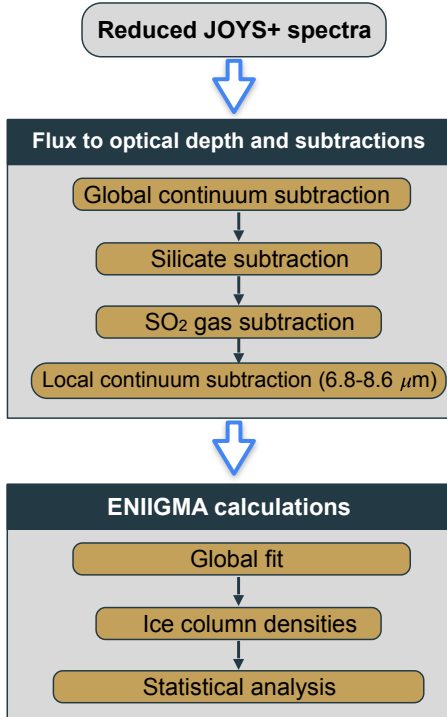 Reduced JOYS+ spectra
Flux to optical depth and subtractions
Global continuum subtraction
Silicate subtraction
SO₂ gas subtraction
Local continuum subtraction (6.8-8.6 μm)
ENIIGMA calculations
Global fit
Ice column densities
Statistical analysis